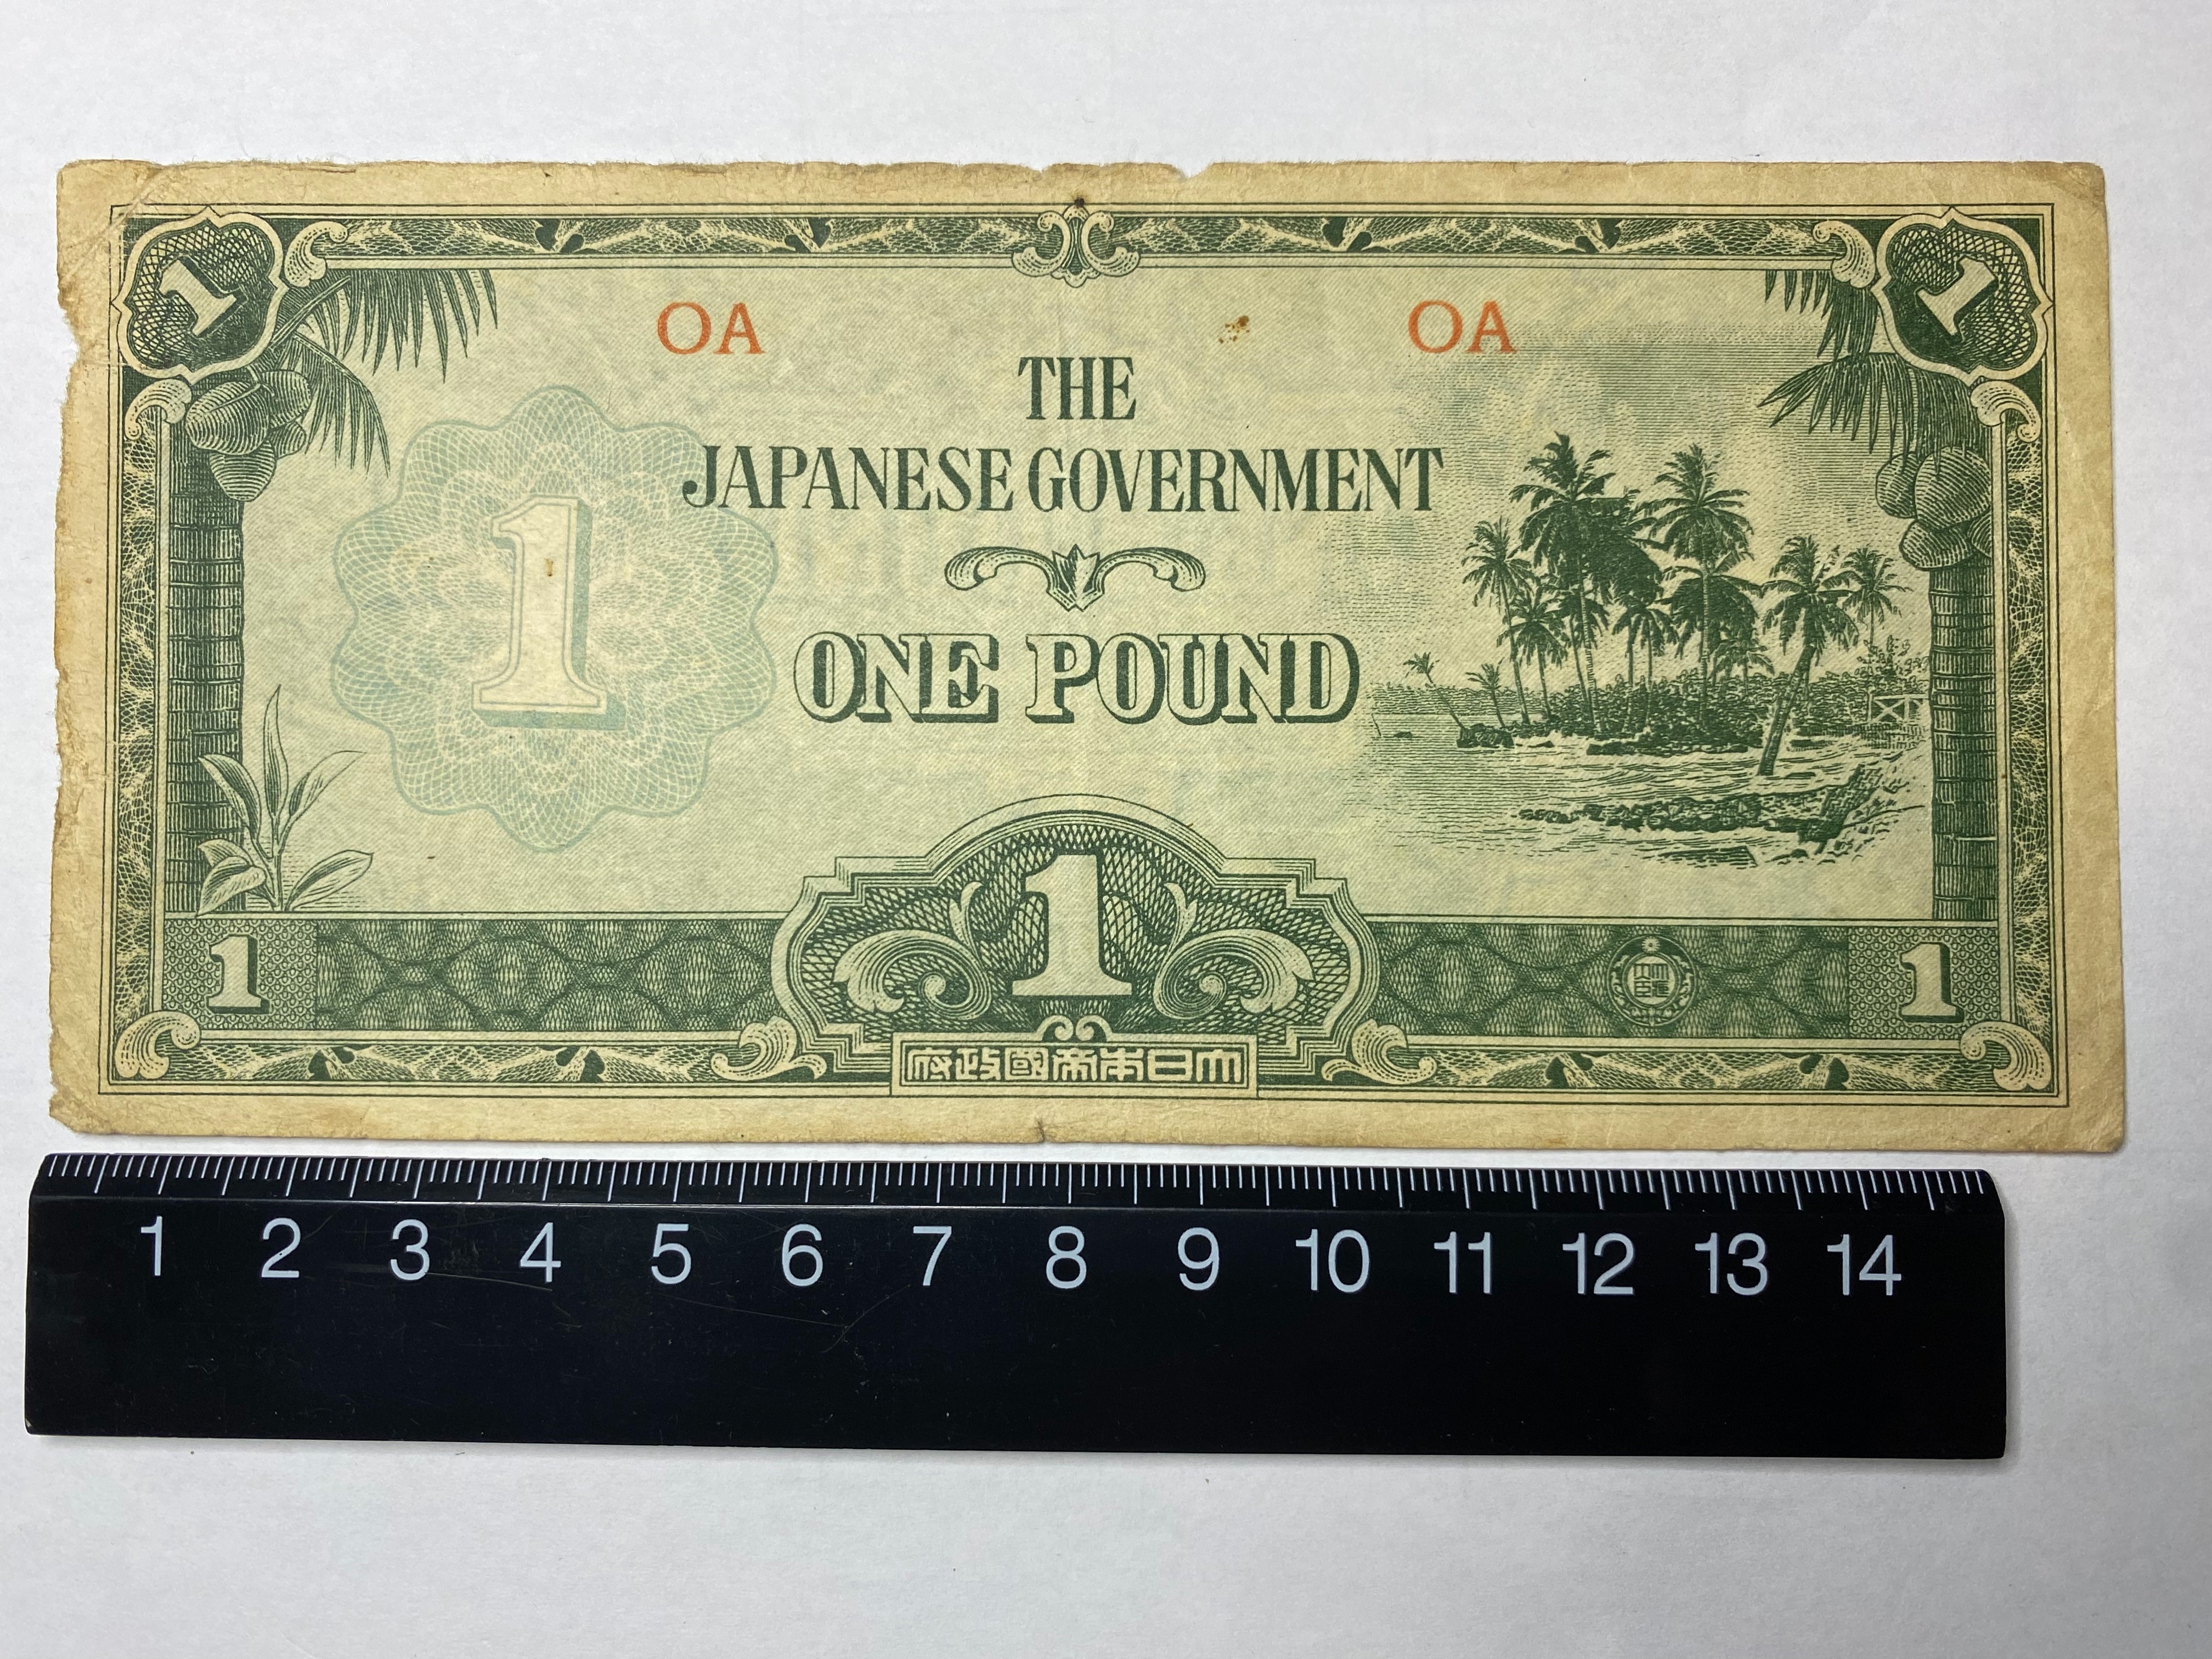 1 1
OA OA
THE
JAPANESE GOVERNMENT
1
ONE POUND
1
1 1
府政國帝本日大
1 2 3 4 5 6 7 8 9 10 11 12 13 14